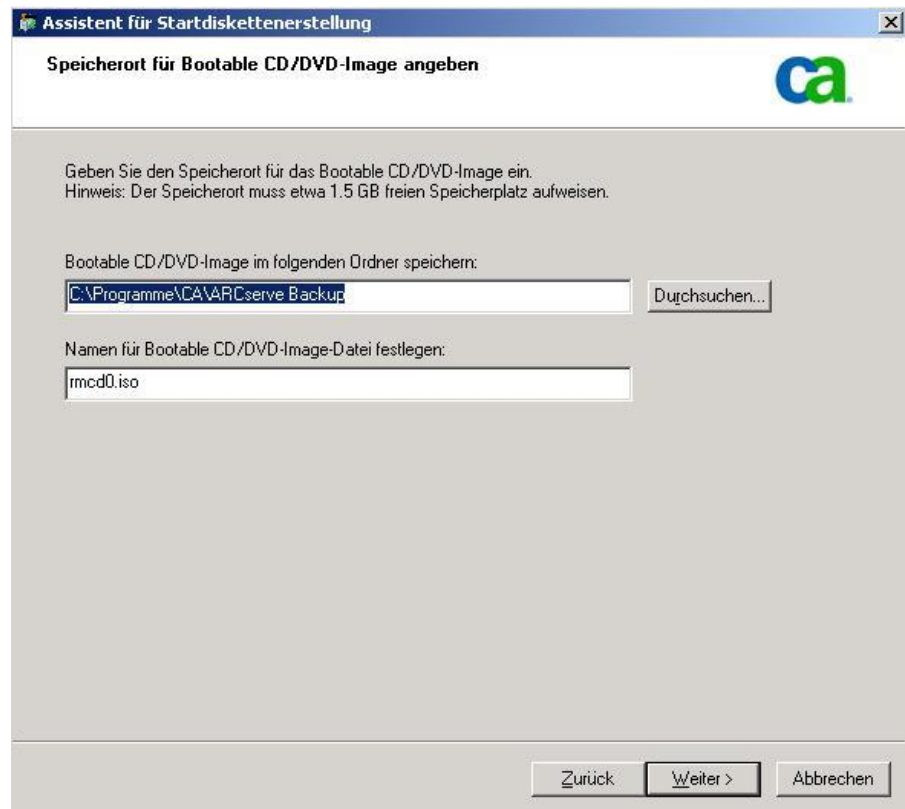 Assistent für Startdiskettenerstellung
Speicherort für Bootable CD/DVD-Image angeben
ca
Geben Sie den Speicherort für das Bootable CD/DVD-Image ein.
Hinweis: Der Speicherort muss etwa 1.5 GB freien Speicherplatz aufweisen.
Bootable CD/DVD-Image im folgenden Ordner speichern:
C:\Programme\CA\ARCserve Backup
Durchsuchen...
Namen für Bootable CD/DVD-Image-Datei festlegen:
rmcd0.iso
Zurück
Weiter >
Abbrechen